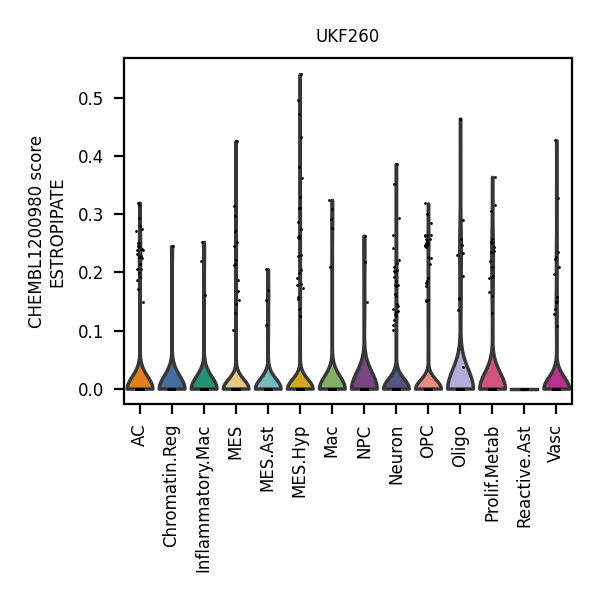 UKF260
CHEMBL1200980 score
ESTROPIPATE
0.5
0.4
0.3
0.2
0.1
0.0
AC
Chromatin.Reg
Inflammatory.Mac
MES
MES.Ast
MES.Hyp
Mac
NPC
Neuron
OPC
Oligo
Prolif.Metab
Reactive.Ast
Vasc